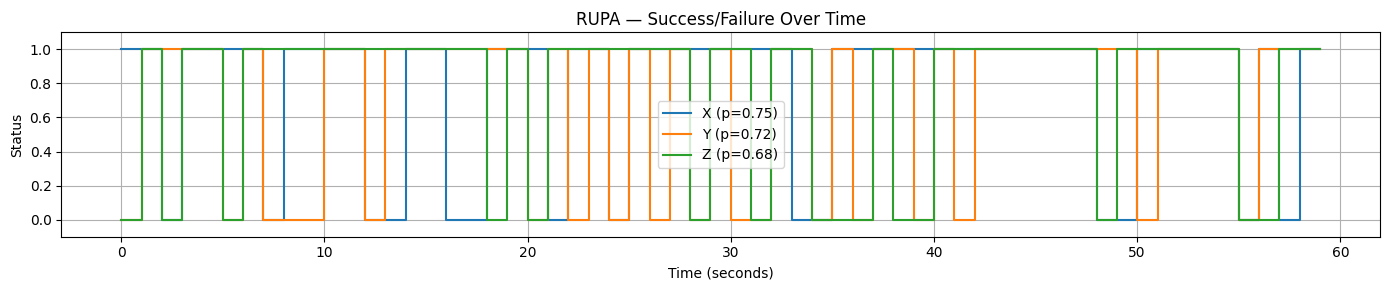 RUPA — Success/Failure Over Time
Status
1.0
0.8
0.6
0.4
0.2
0.0
X (p=0.75)
Y (p=0.72)
Z (p=0.68)
0 10 20 30 40 50 60
Time (seconds)